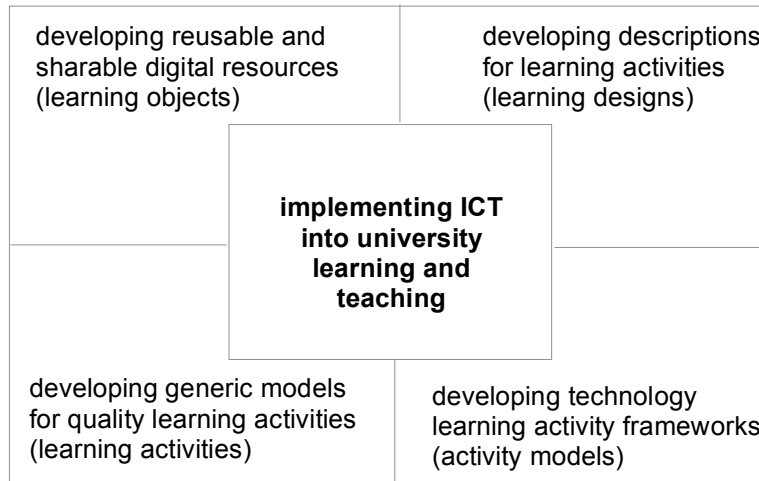 developing reusable and
sharable digital resources
(learning objects)
developing descriptions
for learning activities
(learning designs)
implementing ICT
into university
learning and
teaching
developing generic models
for quality learning activities
(learning activities)
developing technology
learning activity frameworks
(activity models)